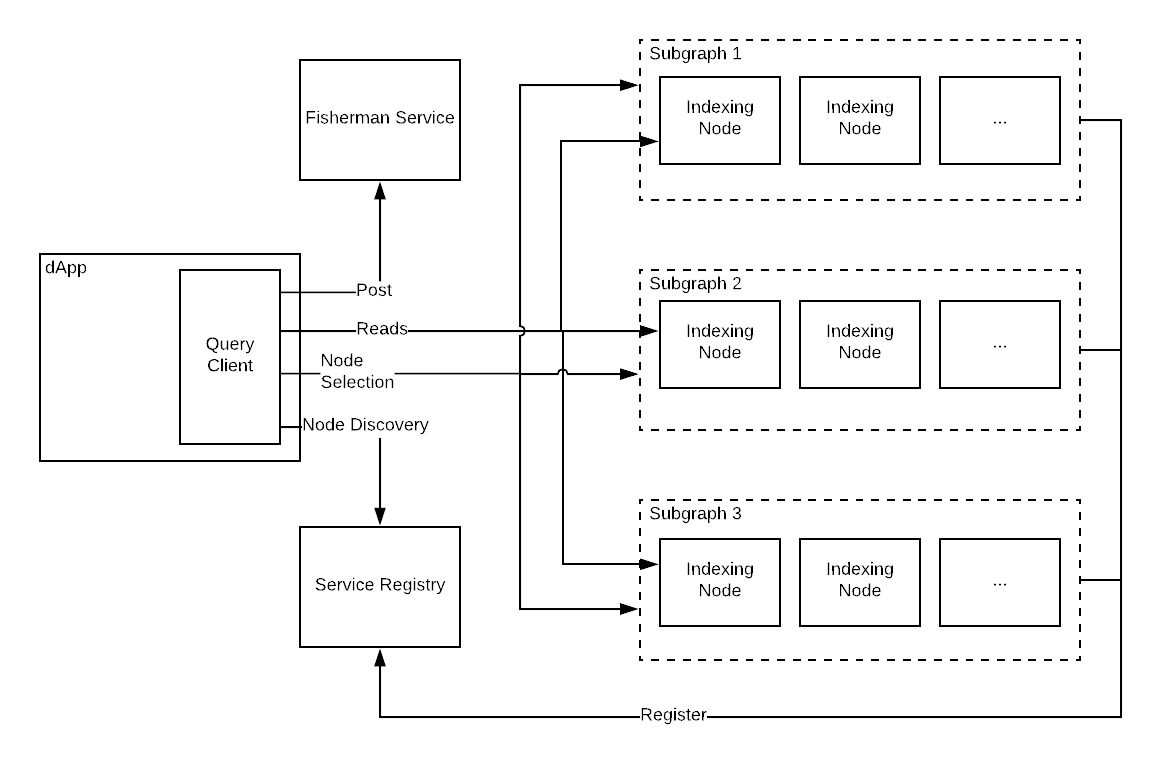 Subgraph 1
Indexing
Node
Indexing
Node
...
Fisherman Service
dApp
Query
Client
Post
Reads
Node
Selection
Node Discovery
Subgraph 2
Indexing
Node
Indexing
Node
...
Service Registry
Subgraph 3
Indexing
Node
Indexing
Node
...
Register